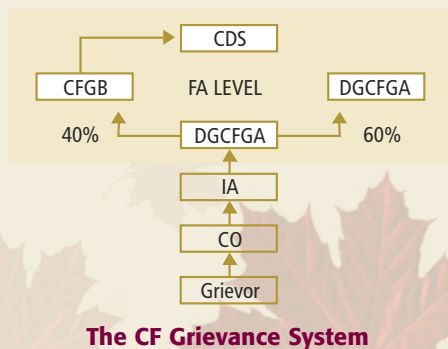 CDS
CFGB FA LEVEL DGCFGA
40% DGCFGA 60%
IA
CO
Grievor
The CF Grievance System